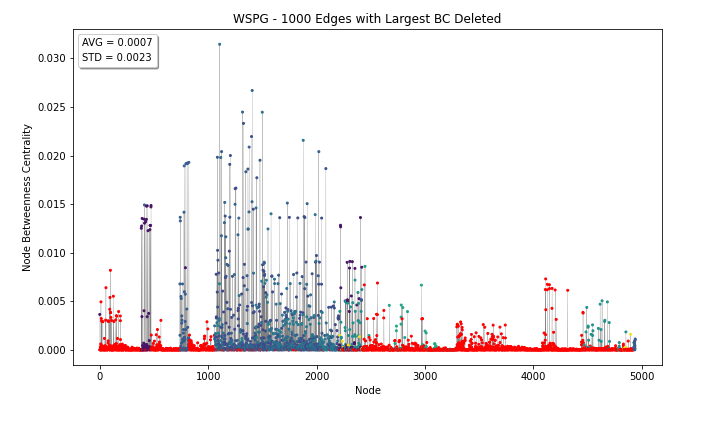 WSPG - 1000 Edges with Largest BC Deleted
AVG = 0.0007
STD = 0.0023
0.030
0.025
0.020
0.015
0.010
0.005
0.000
Node Betweenness Centrality
0 1000 2000 3000 4000 5000
Node